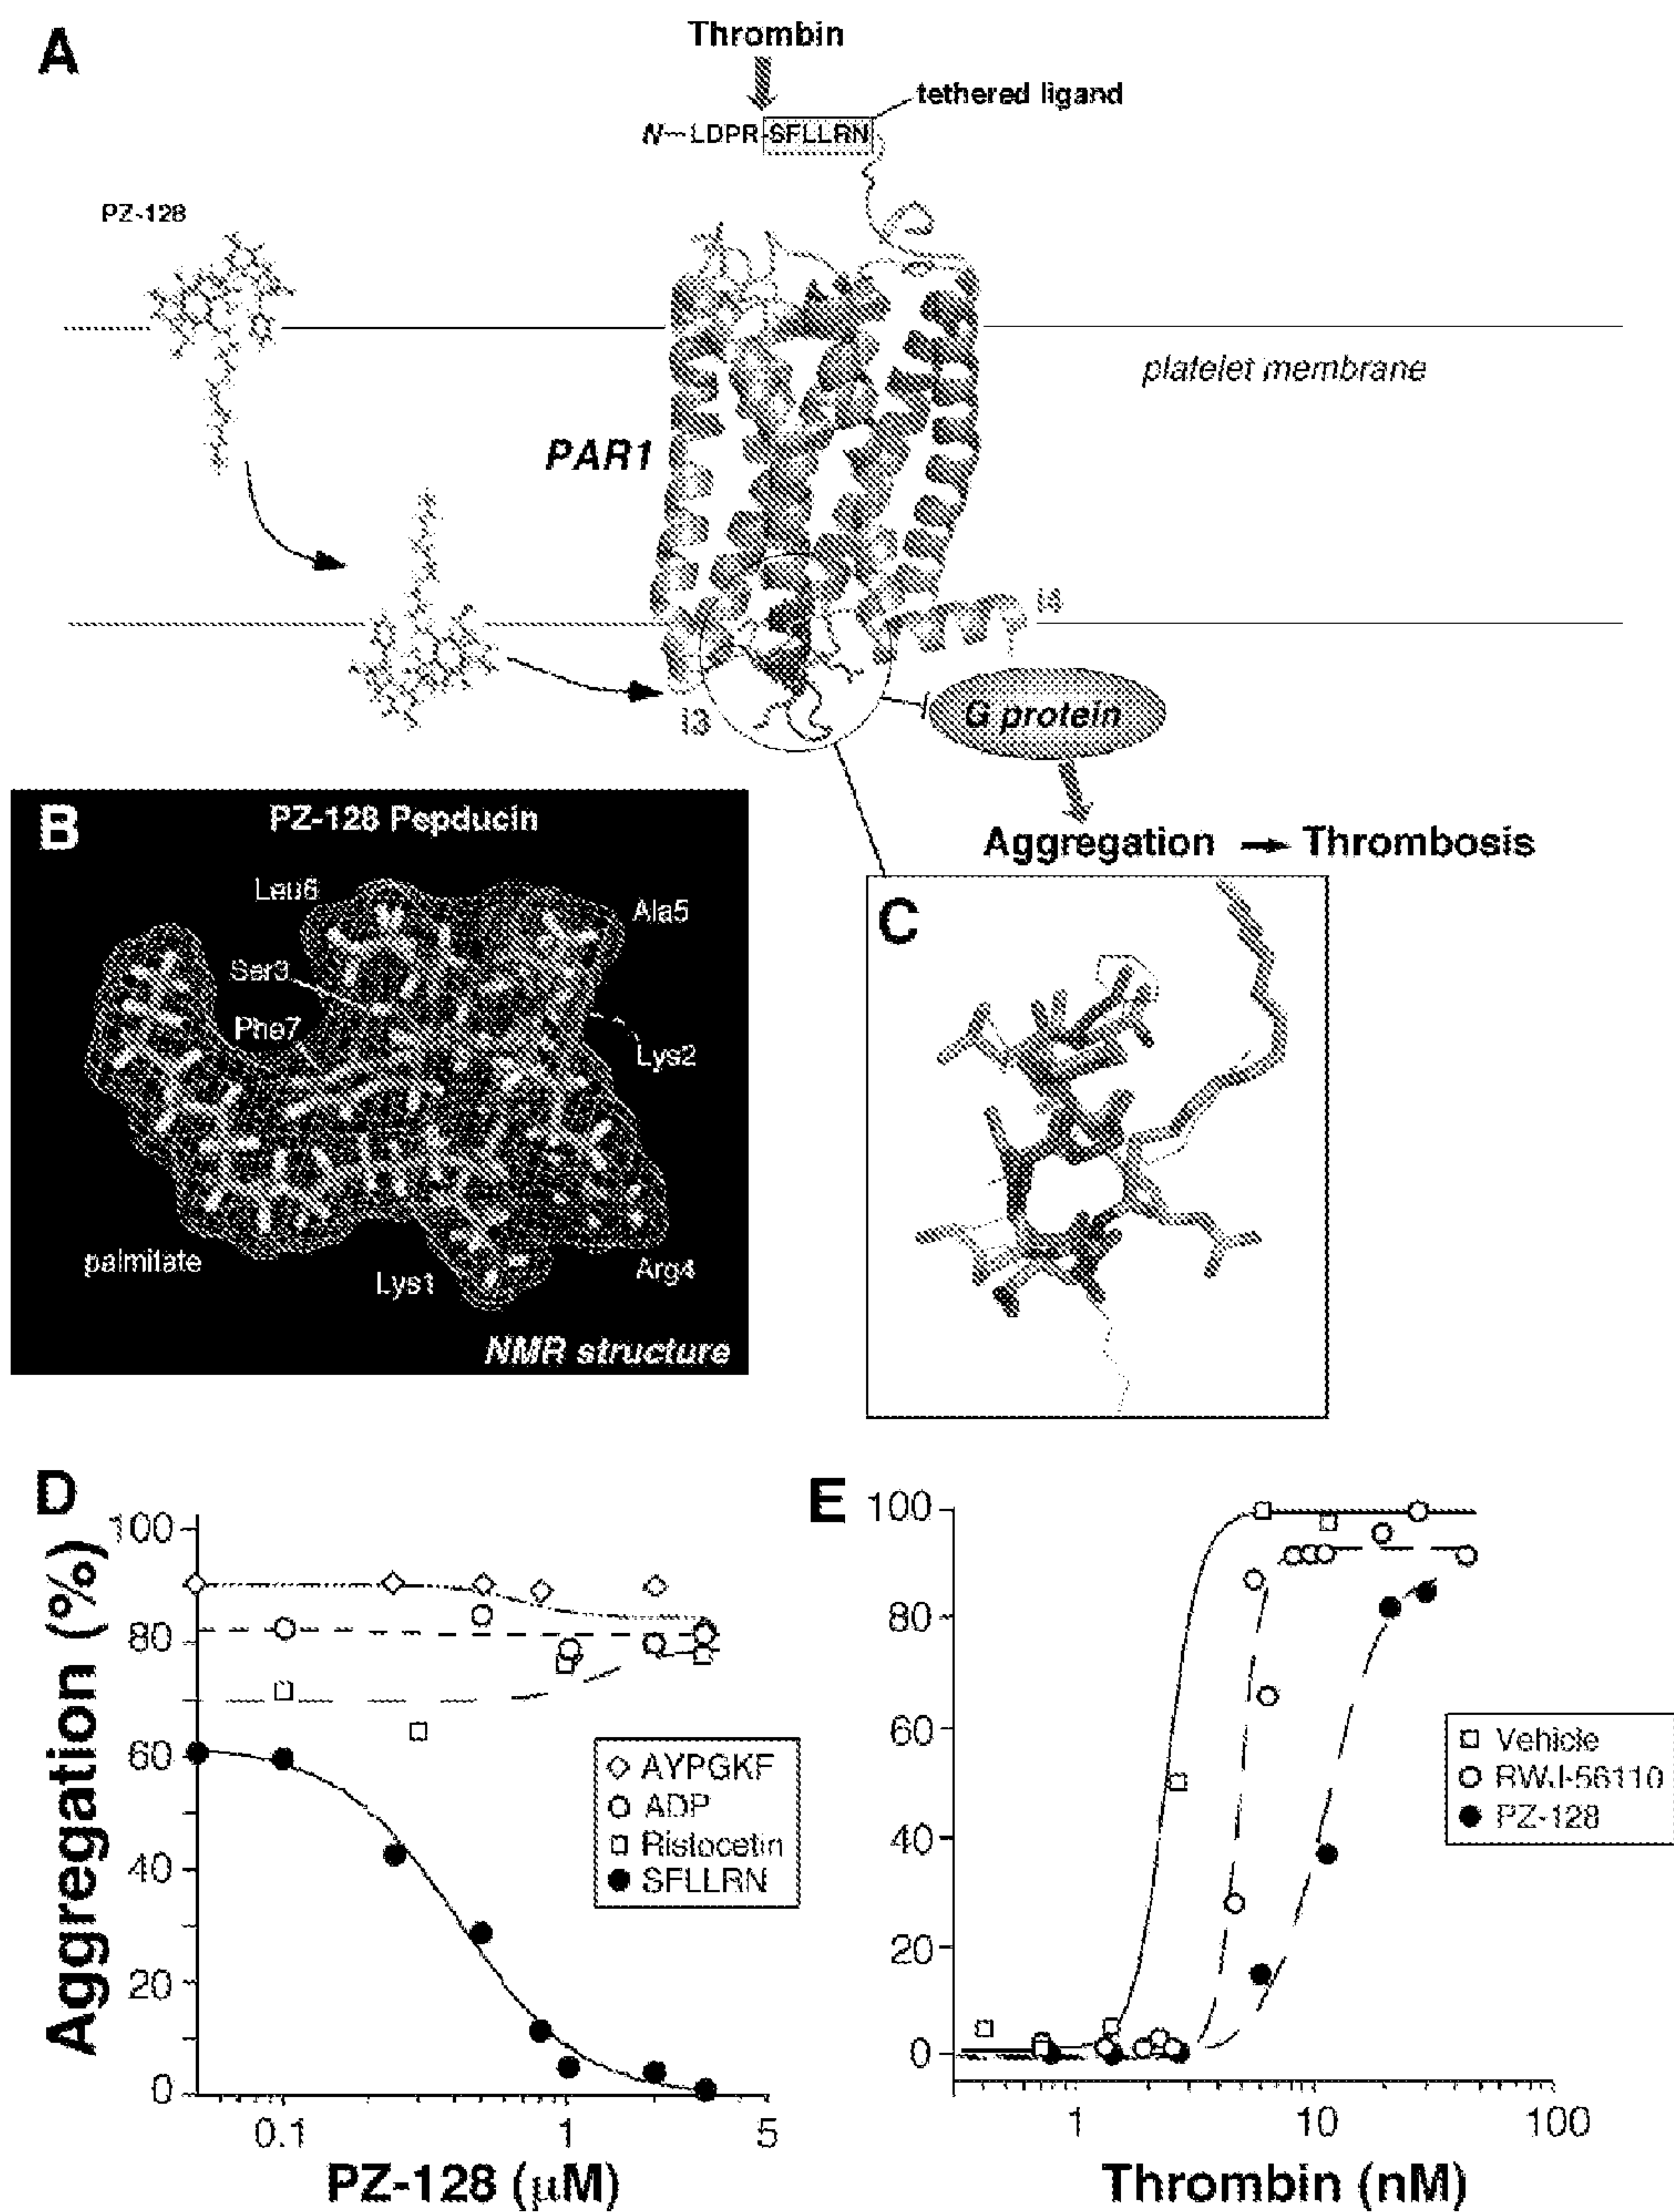 A
Thrombin
tethered ligand
N--LDPR-SFLLRN
PZ-128
platelet membrane
PAR1
i4
i3
G protein
Aggregation → Thrombosis
B
PZ-128 Pepducin
Leu6
Ala5
Ser3
Phe7
Lys2
palmitate
Lys1
Arg4
NMR structure
C
D
Aggregation (%)
100
80
60
40
20
0
0.1 1 5
PZ-128 (μM)
AYPGKF
ADP
Ristocetin
SFLLRN
E
100
80
60
40
20
0
1 10 100
Thrombin (nM)
Vehicle
RWJ-56110
PZ-128